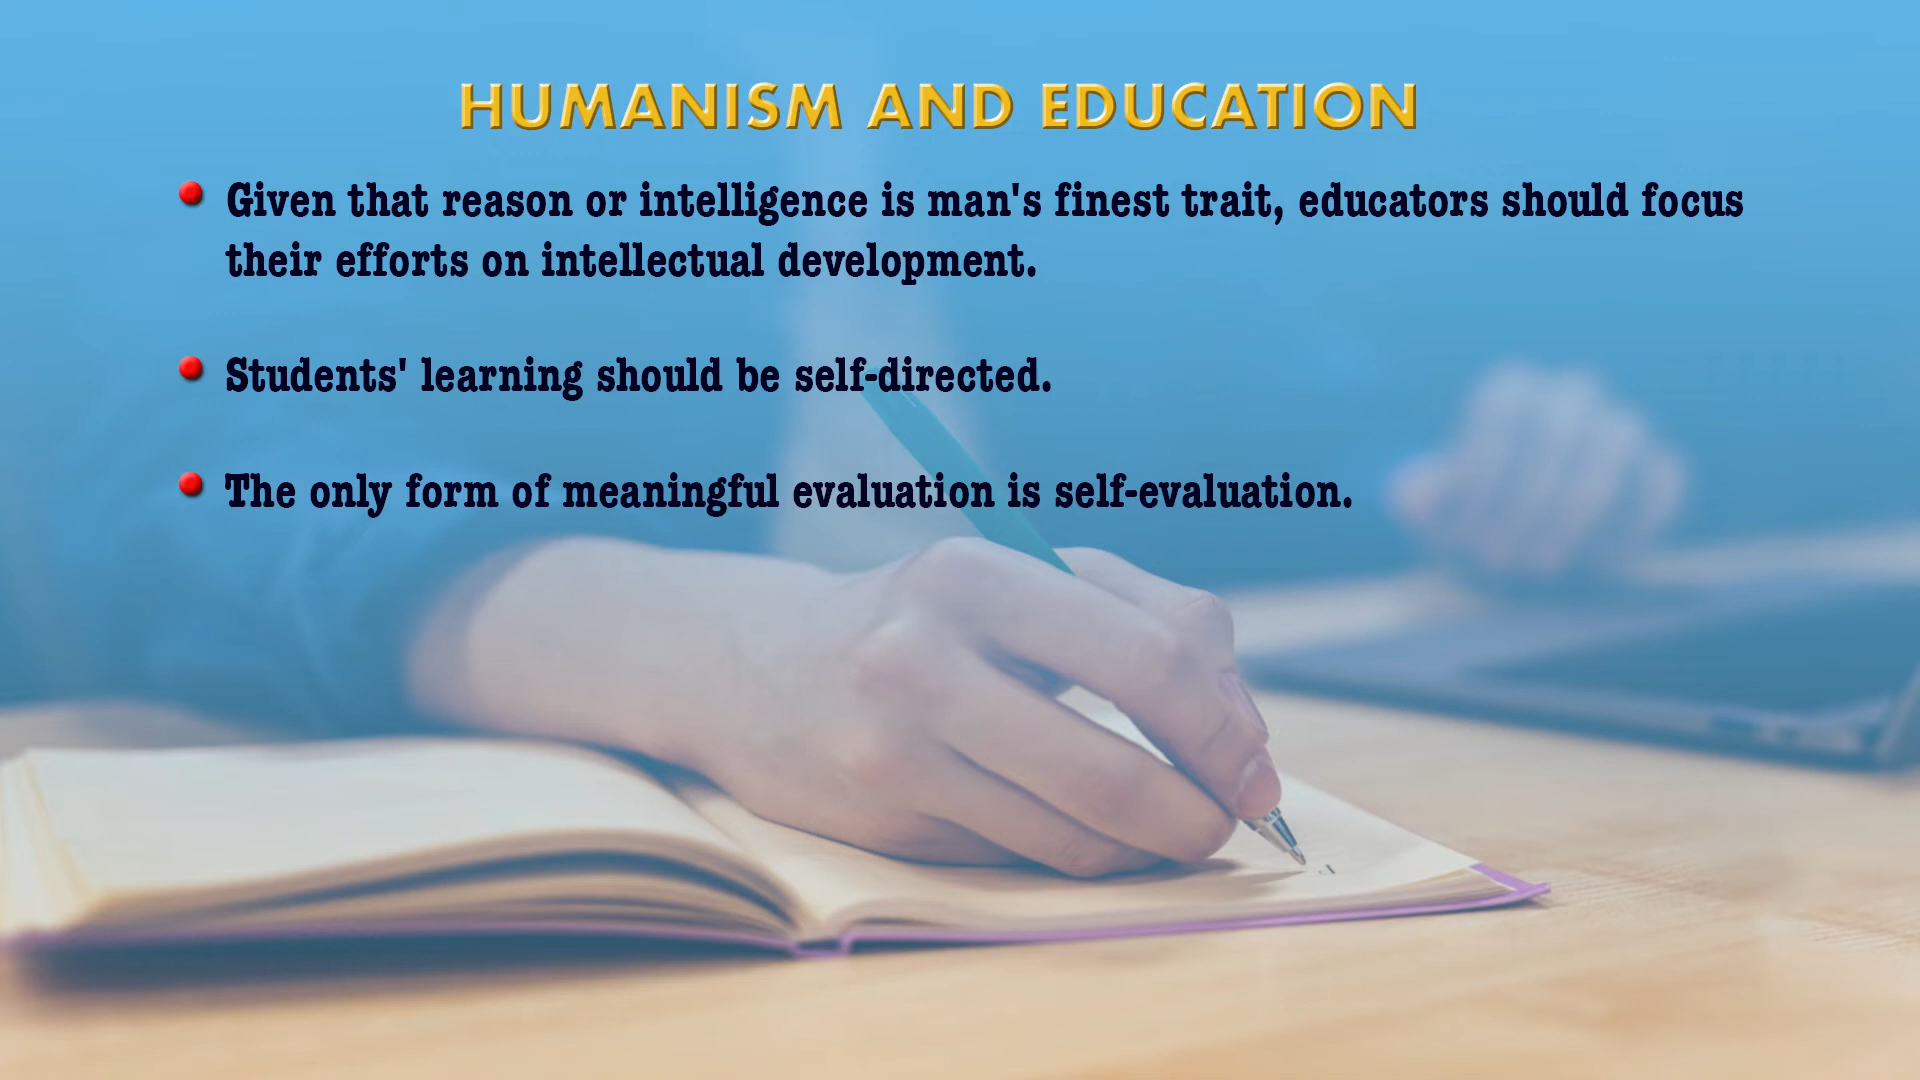 HUMANISM AND EDUCATION
Given that reason or intelligence is man's finest trait, educators should focus
their efforts on intellectual development.
Students' learning should be self-directed.
The only form of meaningful evaluation is self-evaluation.